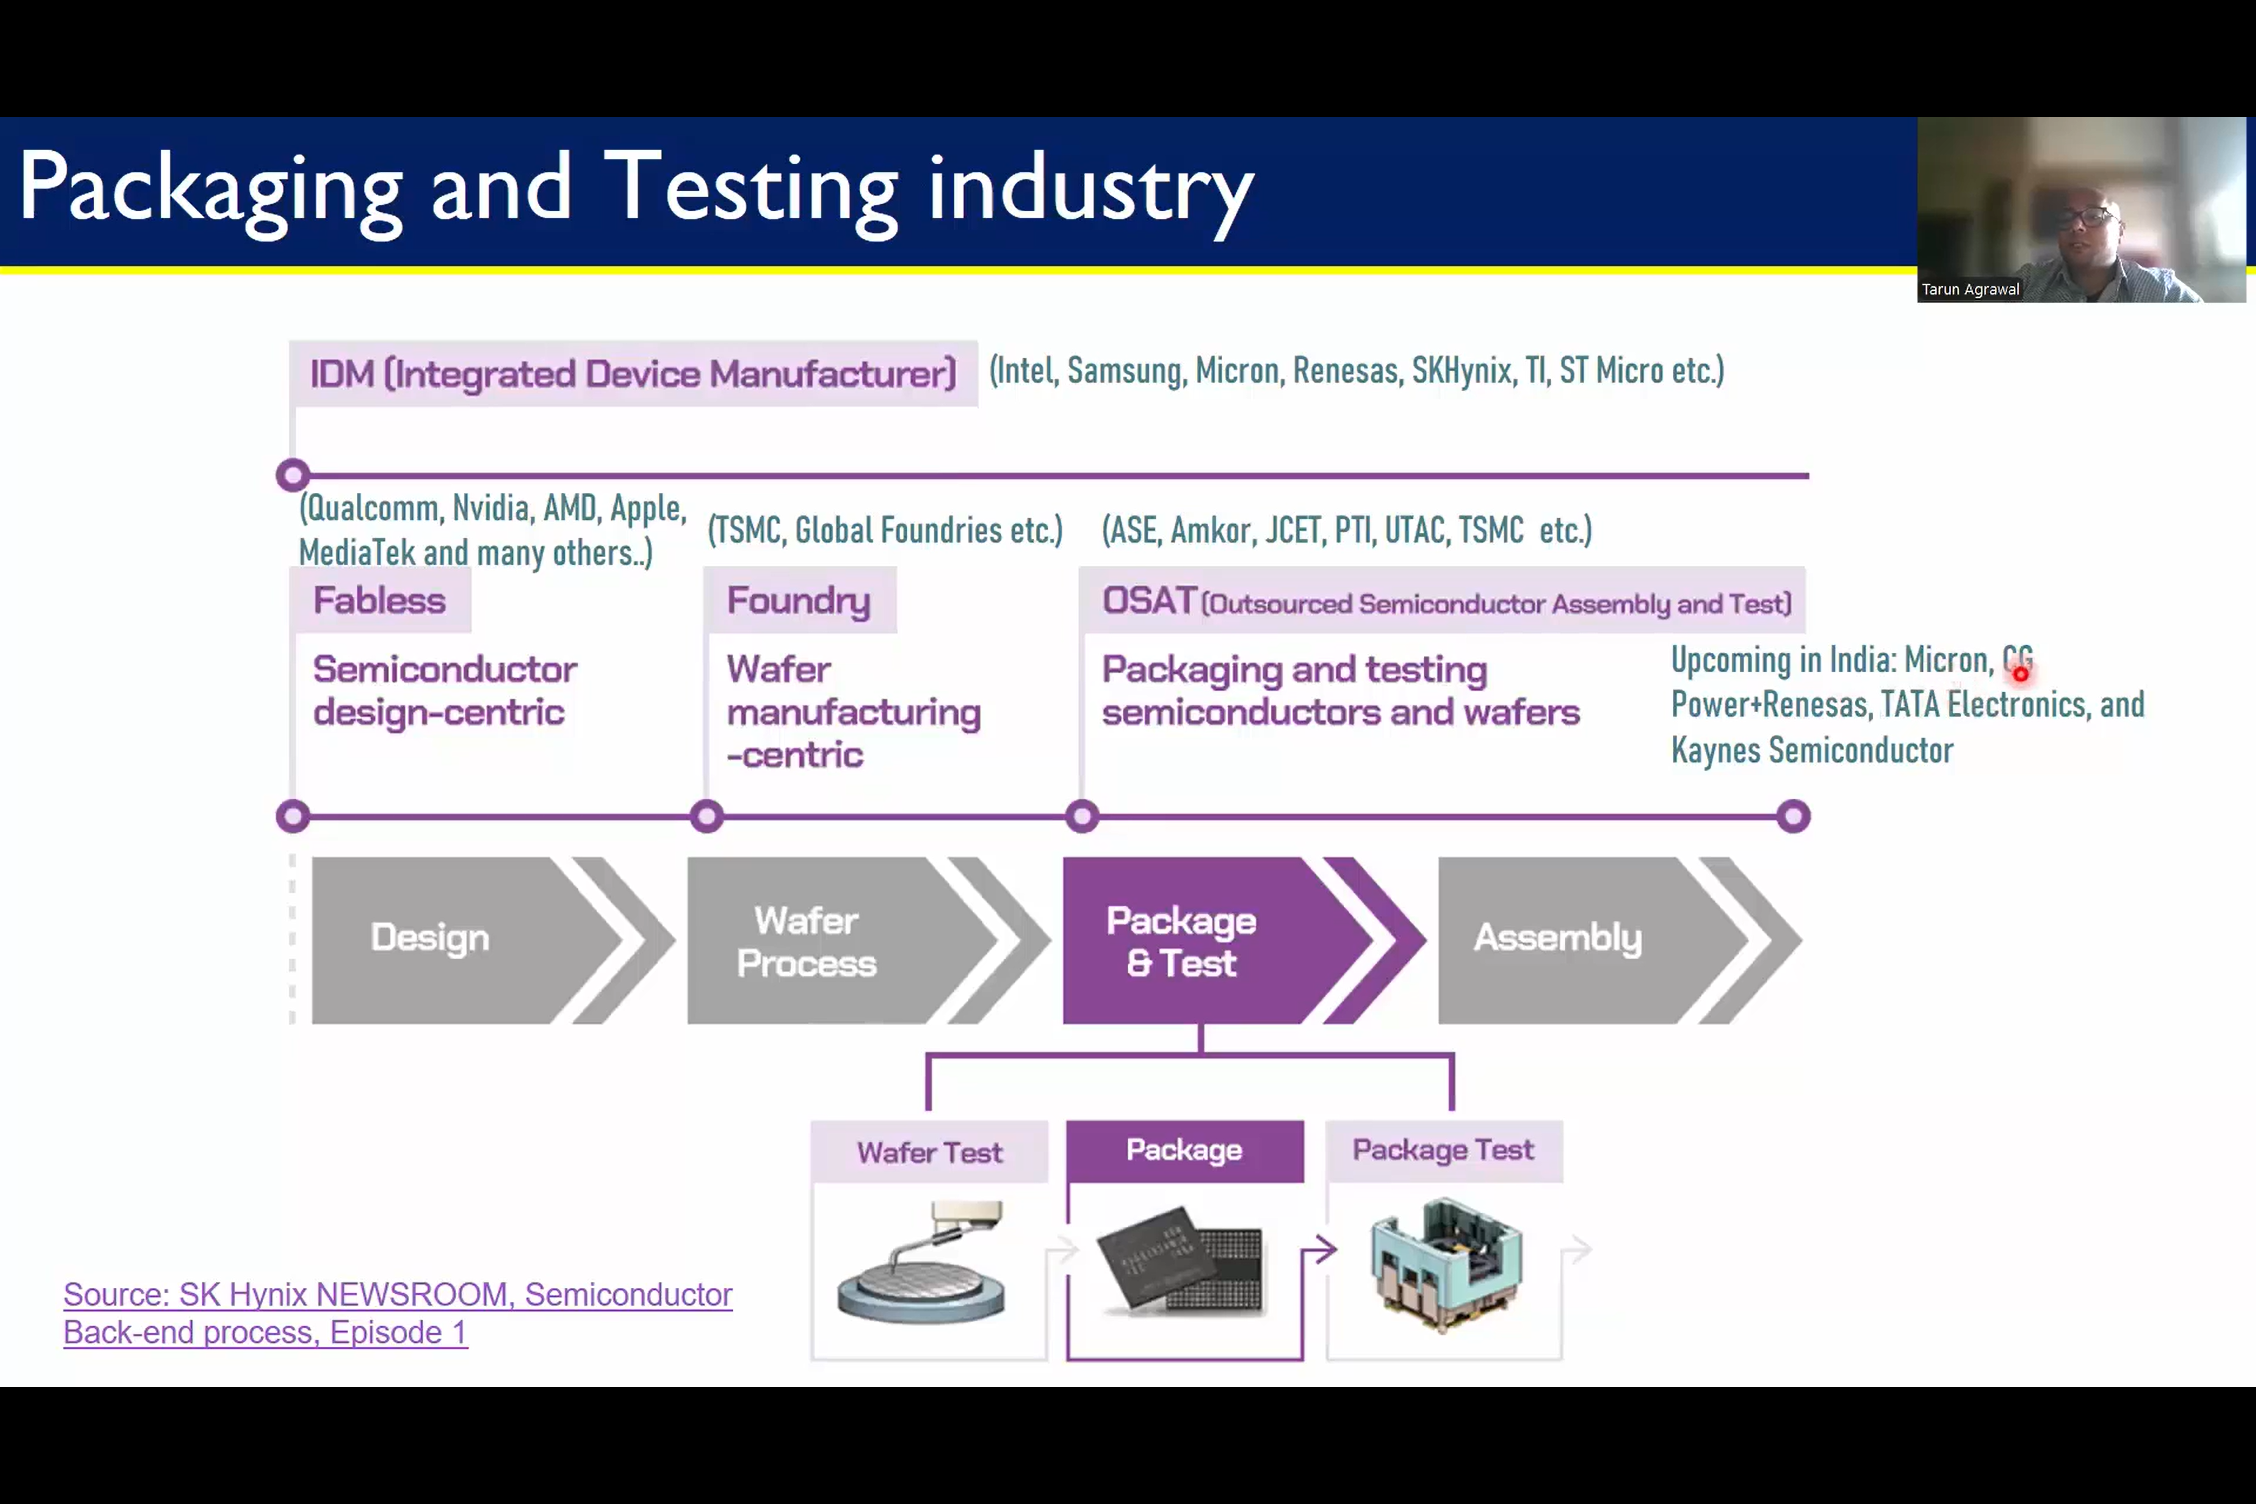 Packaging and Testing industry
Tarun Agrawal
IDM (Integrated Device Manufacturer)
(Intel, Samsung, Micron, Renesas, SKHynix, TI, ST Micro etc.)
(Qualcomm, Nvidia, AMD, Apple,
MediaTek and many others..)
(TSMC, Global Foundries etc.)
(ASE, Amkor, JCET, PTI, UTAC, TSMC etc.)
Fabless
Semiconductor
design-centric
Foundry
Wafer
manufacturing
-centric
OSAT (Outsourced Semiconductor Assembly and Test)
Packaging and testing
semiconductors and wafers
Upcoming in India: Micron, CG
Power+Renesas, TATA Electronics, and
Kaynes Semiconductor
Design
Wafer
Process
Package
& Test
Assembly
Wafer Test
Package
Package Test
Source: SK Hynix NEWSROOM, Semiconductor
Back-end process, Episode 1